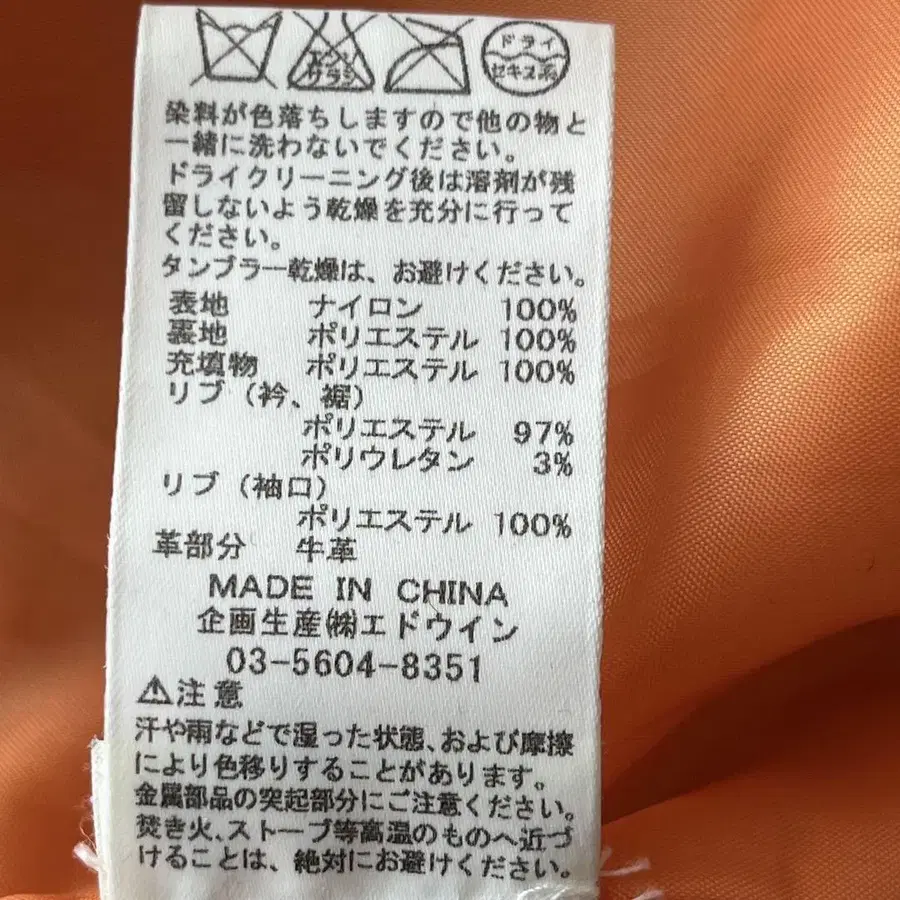 エンソ
サラシ
ドライ
セキユ系
染料が色落ちしますので他の物と
一緒に洗わないでください。
ドライクリーニング後は溶剤が残
留しないよう乾燥を充分に行って
ください。
タンブラー乾燥は、お避けください。
表地 ナイロン 100%
裏地 ポリエステル 100%
充填物 ポリエステル 100%
リブ(衿、裾)
ポリエステル 97%
ポリウレタン 3%
リブ(袖口)
ポリエステル 100%
革部分 牛革
MADE IN CHINA
企画生産㈱エドウイン
03-5604-8351
⚠注意
汗や雨などで湿った状態、および摩擦
により色移りすることがあります。
金属部品の突起部分にご注意ください。
焚き火、ストーブ等高温のものへ近づ
けることは、絶対にお避けください。